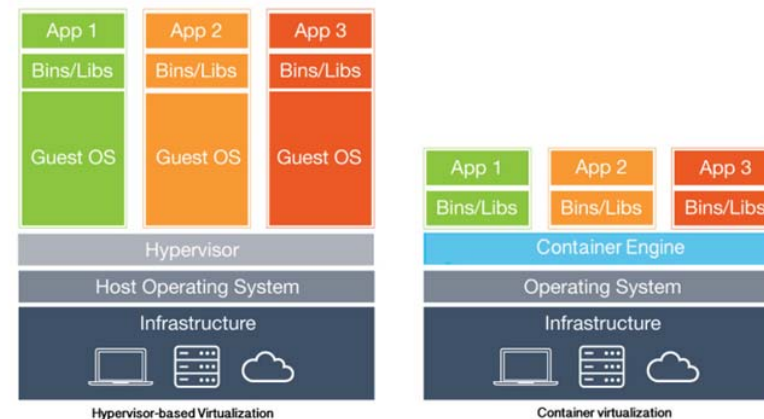 App 1 App 2 App 3
Bins/Libs Bins/Libs Bins/Libs
Guest OS Guest OS Guest OS
Hypervisor
Host Operating System
Infrastructure
Hypervisor-based Virtualization
App 1 App 2 App 3
Bins/Libs Bins/Libs Bins/Libs
Container Engine
Operating System
Infrastructure
Container virtualization